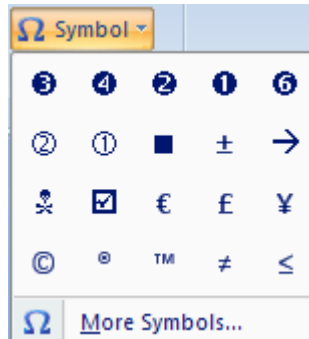 Ω Symbol
❸ ❹ ❷ ❶ ❻
② ① ■ ± →
☠ ☑ € £ ¥
© ® ™ ≠ ≤
Ω More Symbols...